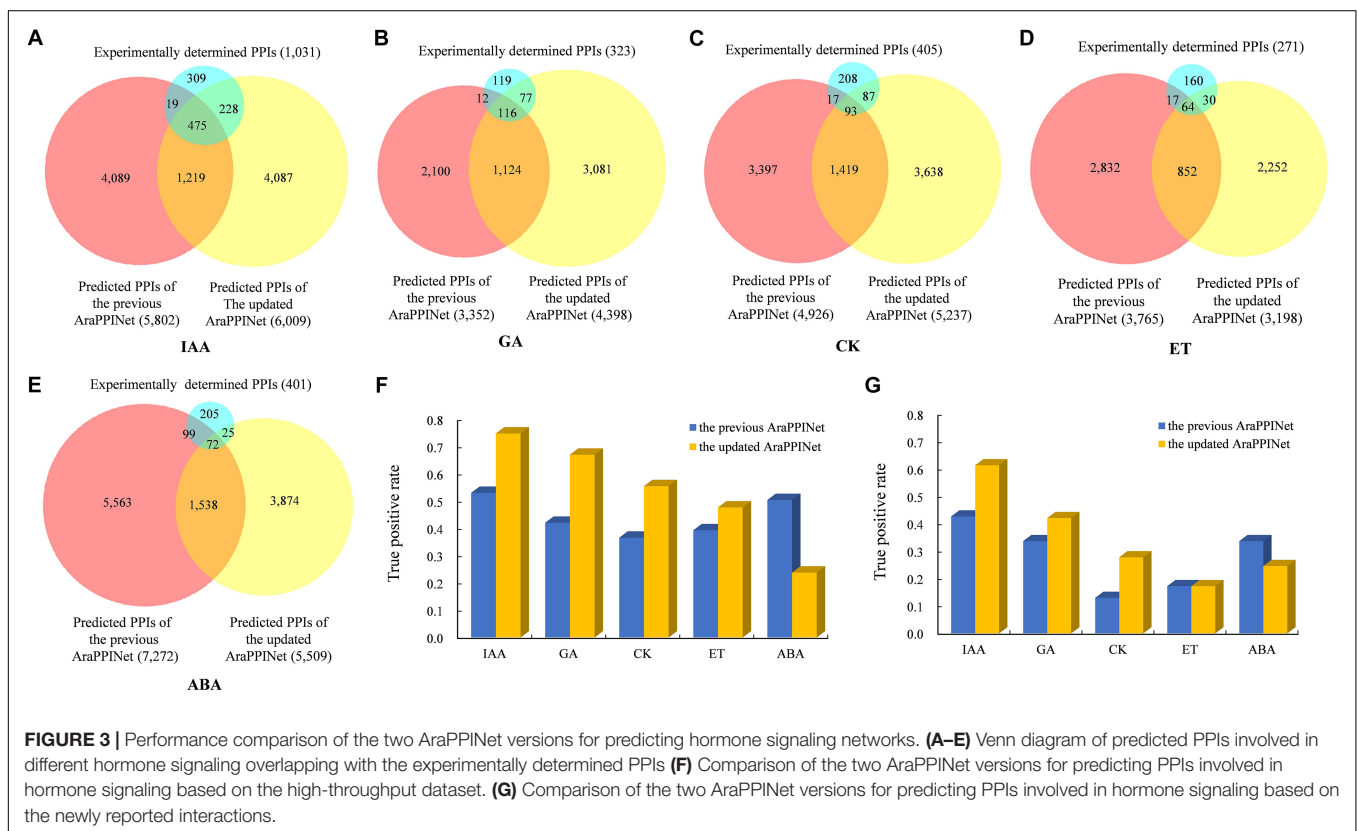 A
Experimentally determined PPIs (1,031)
309
19
228
475
4,089
1,219
4,087
Predicted PPIs of
the previous
AraPPINet (5,802)
Predicted PPIs of
The updated
AraPPINet (6,009)
IAA
B
Experimentally determined PPIs (323)
119
12
77
116
2,100
1,124
3,081
Predicted PPIs of
the previous
AraPPINet (3,352)
Predicted PPIs of
the updated
AraPPINet (4,398)
GA
C
Experimentally determined PPIs (405)
208
17
87
93
3,397
1,419
3,638
Predicted PPIs of
the previous
AraPPINet (4,926)
Predicted PPIs of
the updated
AraPPINet (5,237)
CK
D
Experimentally determined PPIs (271)
160
17
30
64
2,832
852
2,252
Predicted PPIs of
the previous
AraPPINet (3,765)
Predicted PPIs of
the updated
AraPPINet (3,198)
ET
E
Experimentally determined PPIs (401)
205
99
25
72
5,563
1,538
3,874
Predicted PPIs of
the previous
AraPPINet (7,272)
Predicted PPIs of
the updated
AraPPINet (5,509)
ABA
F
True positive rate
0.8
0.7
0.6
0.5
0.4
0.3
0.2
0.1
0.0
the previous AraPPINet
the updated AraPPINet
IAA GA CK ET ABA
G
True positive rate
0.8
0.7
0.6
0.5
0.4
0.3
0.2
0.1
0.0
the previous AraPPINet
the updated AraPPINet
IAA GA CK ET ABA
FIGURE 3 | Performance comparison of the two AraPPINet versions for predicting hormone signaling networks. (A–E) Venn diagram of predicted PPIs involved in
different hormone signaling overlapping with the experimentally determined PPIs (F) Comparison of the two AraPPINet versions for predicting PPIs involved in
hormone signaling based on the high-throughput dataset. (G) Comparison of the two AraPPINet versions for predicting PPIs involved in hormone signaling based on
the newly reported interactions.